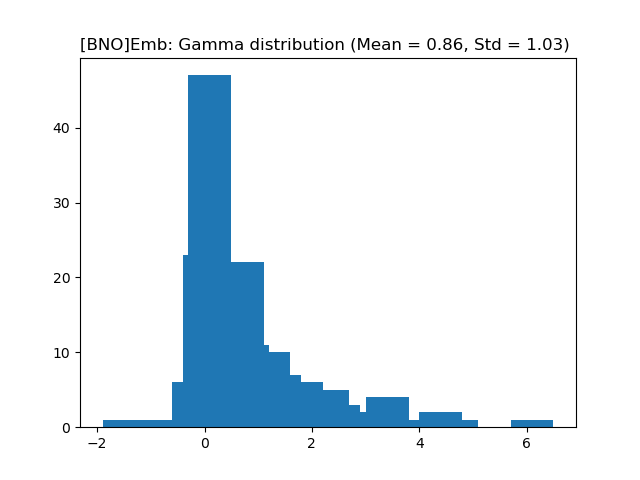 [BNO]Emb: Gamma distribution (Mean = 0.86, Std = 1.03)
40
30
20
10
0
−2 0 2 4 6